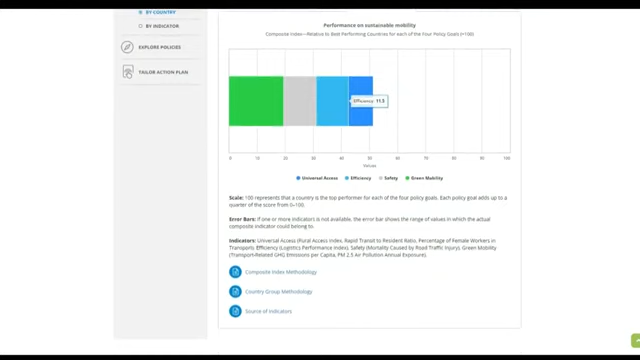 BY COUNTRY
BY INDICATOR
EXPLORE POLICIES
TAILOR ACTION PLAN
Performance on sustainable mobility
Composite Index—Relative to Best Performing Countries for each of the Four Policy Goals (=100)
Efficiency: 11.5
0 10 20 30 40 50 60 70 80 90 100
Values
Universal Access Efficiency Safety Green Mobility
Scale: 100 represents that a country is the top performer for each of the four policy goals. Each policy goal adds up to a
quarter of the score from 0–100.
Error Bars: If one or more indicators is not available, the error bar shows the range of values in which the actual
composite indicator could belong to.
Indicators: Universal Access (Rural Access Index, Rapid Transit to Resident Ratio, Percentage of Female Workers in
Transport), Efficiency (Logistics Performance Index), Safety (Mortality Caused by Road Traffic Injury), Green Mobility
(Transport-Related GHG Emissions per Capita, PM 2.5 Air Pollution Annual Exposure).
Composite Index Methodology
Country Group Methodology
Source of Indicators